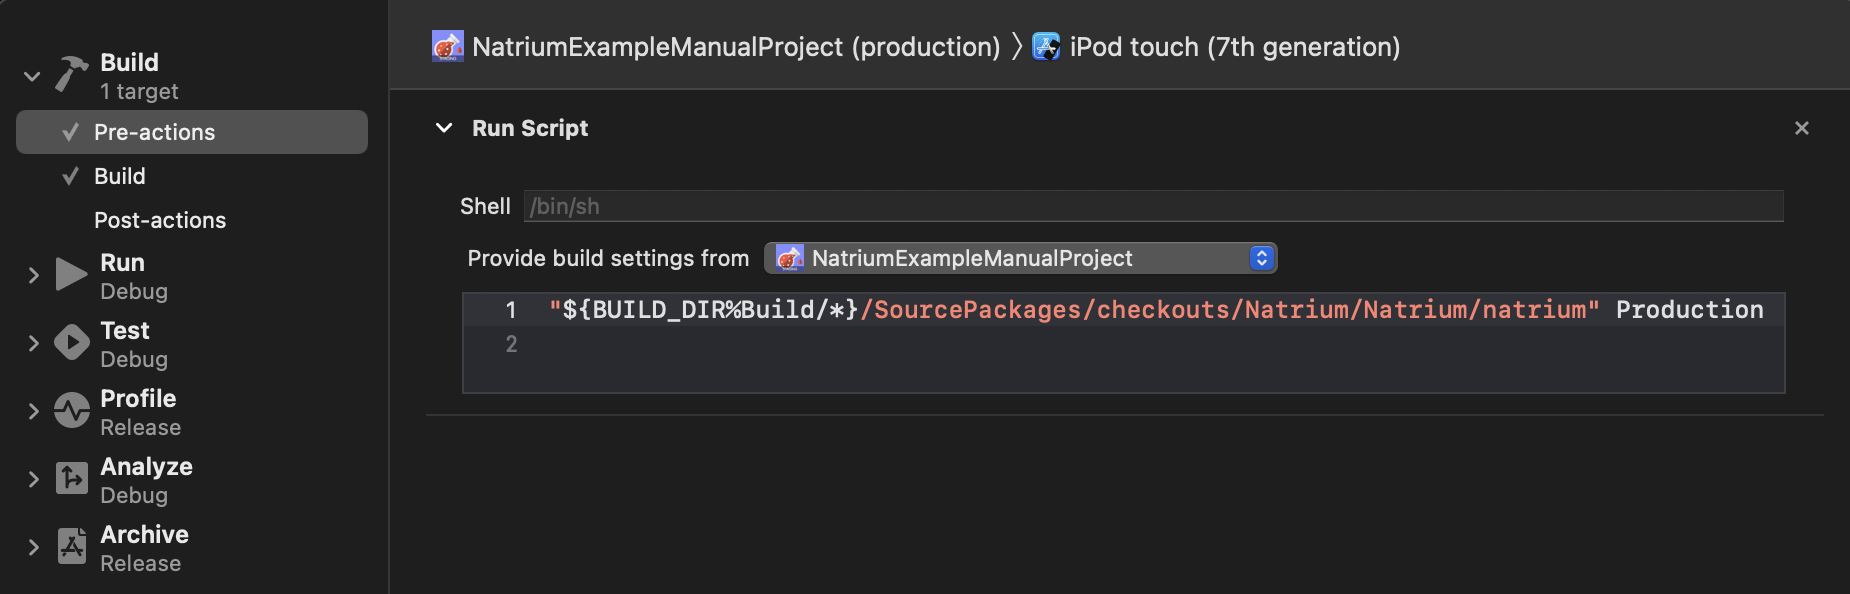 Build
1 target
Pre-actions
Build
Post-actions
Run
Debug
Test
Debug
Profile
Release
Analyze
Debug
Archive
Release
NatriumExampleManualProject (production) 〉 iPod touch (7th generation)
Run Script
Shell /bin/sh
Provide build settings from NatriumExampleManualProject
1 "${BUILD_DIR%Build/*}/SourcePackages/checkouts/Natrium/Natrium/natrium" Production
2